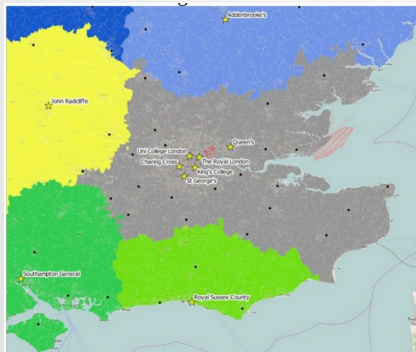 Addenbrooke's
John Radcliffe
Queen's
Uni College London
The Royal London
Charing Cross
King's College
St George's
Southampton General
Royal Sussex County